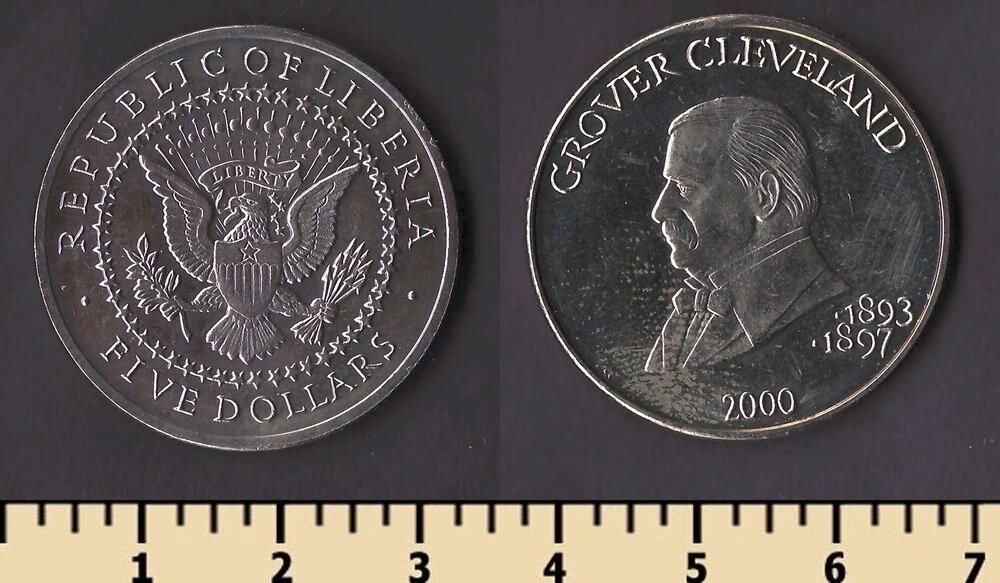 REPUBLIC OF LIBERIA
LIBERTY
FIVE DOLLARS
GROVER CLEVELAND
·1893
·1897
2000
1 2 3 4 5 6 7